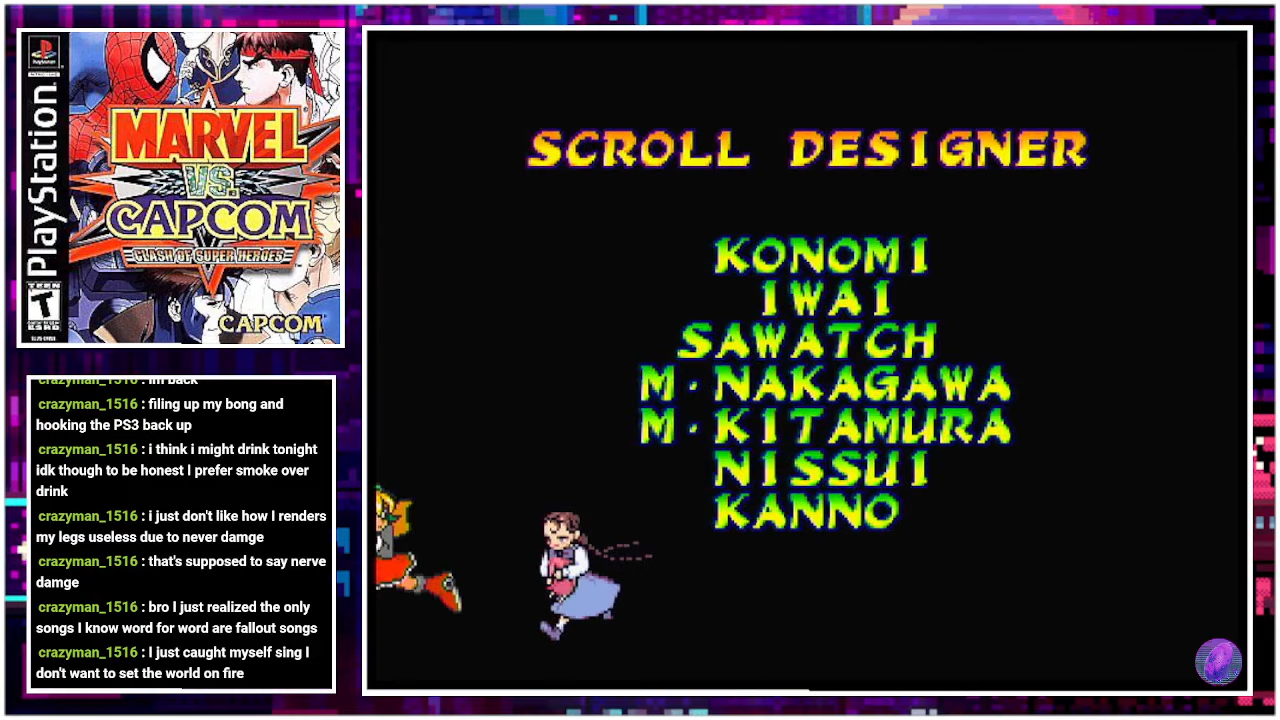 PlayStation
MARVEL
VS.
CAPCOM
CLASH OF SUPER HEROES
TEEN
T
CAPCOM
crazyman_1516 : im back
crazyman_1516 : filing up my bong and
hooking the PS3 back up
crazyman_1516 : i think i might drink tonight
idk though to be honest I prefer smoke over
drink
crazyman_1516 : i just don't like how I renders
my legs useless due to never damge
crazyman_1516 : that's supposed to say nerve
damge
crazyman_1516 : bro I just realized the only
songs I know word for word are fallout songs
crazyman_1516 : I just caught myself sing I
don't want to set the world on fire
SCROLL DESIGNER
KONOMI
IWAI
SAWATCH
M·NAKAGAWA
M·KITAMURA
NISSUI
KANNO